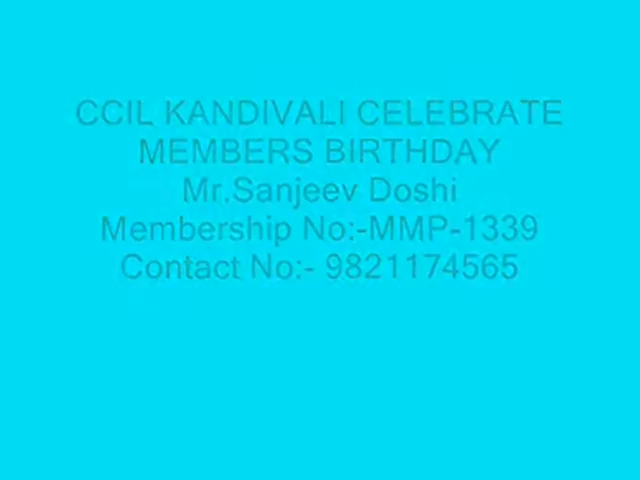 CCIL KANDIVALI CELEBRATE
MEMBERS BIRTHDAY
Mr.Sanjeev Doshi
Membership No:-MMP-1339
Contact No:- 9821174565